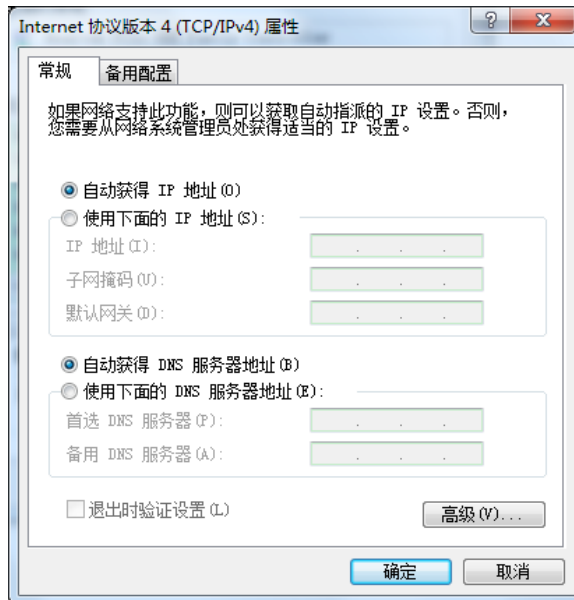 Internet 协议版本 4 (TCP/IPv4) 属性
常规
备用配置
如果网络支持此功能，则可以获取自动指派的 IP 设置。否则，
您需要从网络系统管理员处获得适当的 IP 设置。
自动获得 IP 地址(O)
使用下面的 IP 地址(S):
IP 地址(I):
子网掩码(U):
默认网关(D):
自动获得 DNS 服务器地址(B)
使用下面的 DNS 服务器地址(E):
首选 DNS 服务器(P):
备用 DNS 服务器(A):
退出时验证设置(L)
高级(V)...
确定
取消